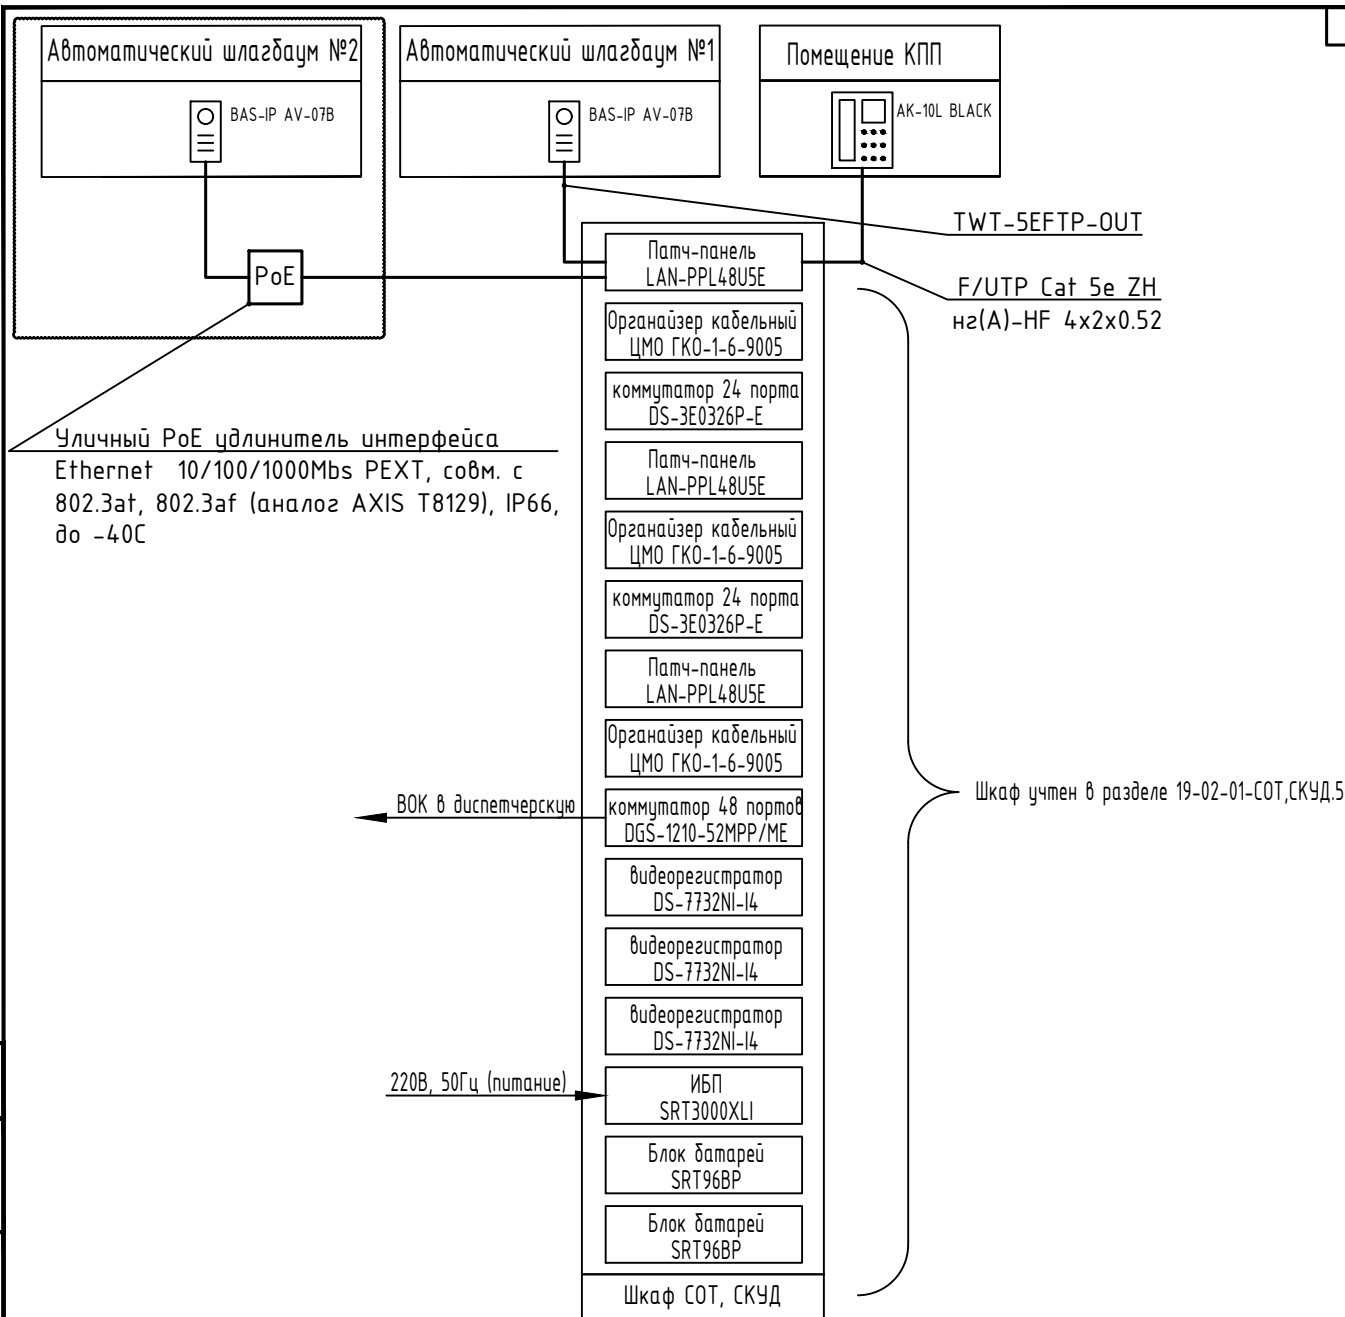 Автоматический шлагбаум №2
BAS-IP AV-07B
Автоматический шлагбаум №1
BAS-IP AV-07B
Помещение КПП
AK-10L BLACK
TWT-5EFTP-OUT
F/UTP Cat 5e ZH
нг(А)-HF 4x2x0.52
PoE
Уличный PoE удлинитель интерфейса
Ethernet 10/100/1000Mbs PEXT, совм. с
802.3at, 802.3af (аналог AXIS T8129), IP66,
до -40С
Патч-панель
LAN-PPL48U5E
Органайзер кабельный
ЦМО ГКО-1-6-9005
коммутатор 24 порта
DS-3E0326P-E
Патч-панель
LAN-PPL48U5E
Органайзер кабельный
ЦМО ГКО-1-6-9005
коммутатор 24 порта
DS-3E0326P-E
Патч-панель
LAN-PPL48U5E
Органайзер кабельный
ЦМО ГКО-1-6-9005
ВОК в диспетчерскую
коммутатор 48 портов
DGS-1210-52MPP/ME
видеорегистратор
DS-7732NI-I4
видеорегистратор
DS-7732NI-I4
видеорегистратор
DS-7732NI-I4
220В, 50Гц (питание)
ИБП
SRT3000XLI
Блок батарей
SRT96BP
Блок батарей
SRT96BP
Шкаф СОТ, СКУД
Шкаф учтен в разделе 19-02-01-СОТ,СКУД.5